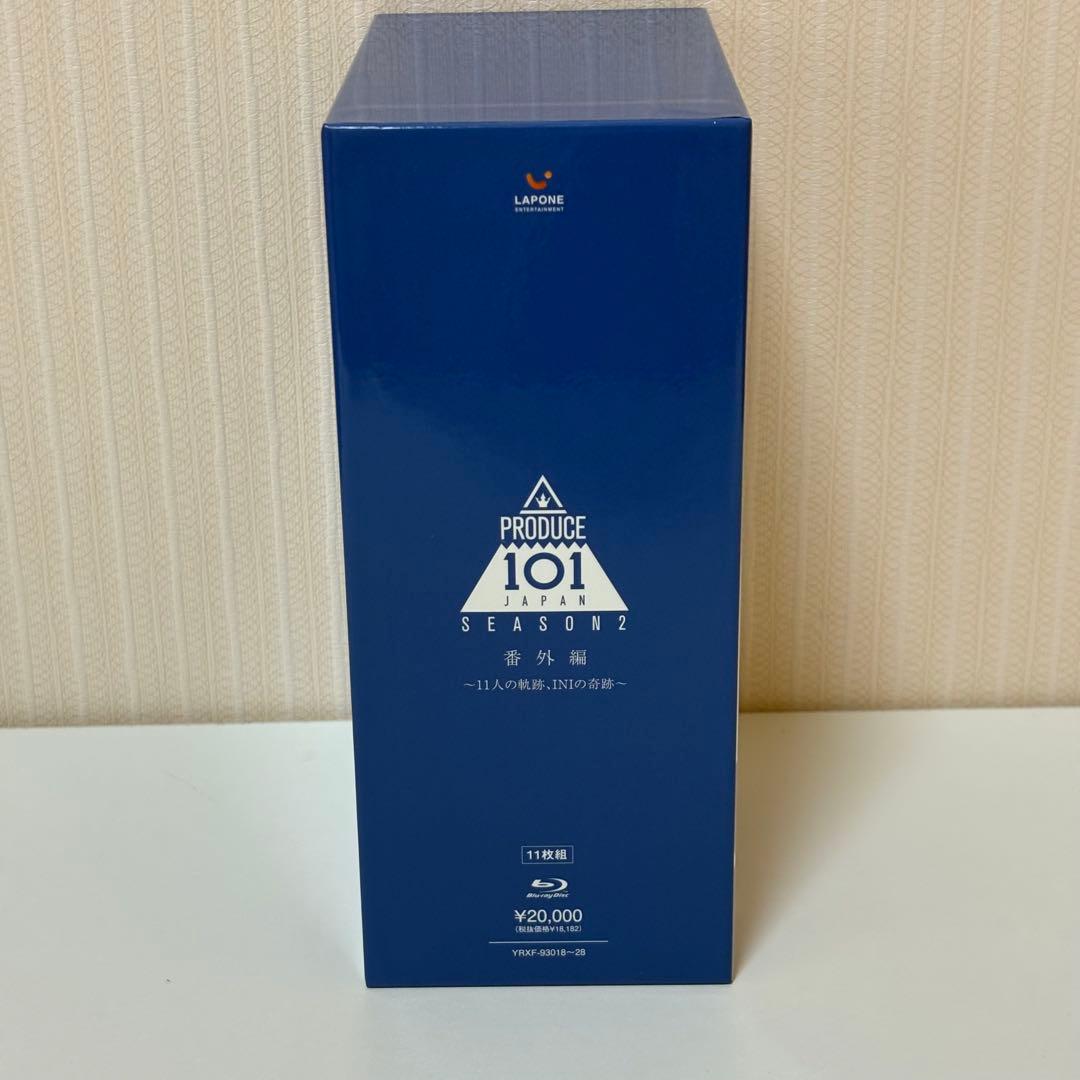 LAPONE
ENTERTAINMENT
PRODUCE
101
JAPAN
SEASON2
番外編
〜11人の軌跡、INIの奇跡〜
11枚組
Blu-ray Disc
¥20,000
(税抜価格¥18,182)
YRXF-93018〜28